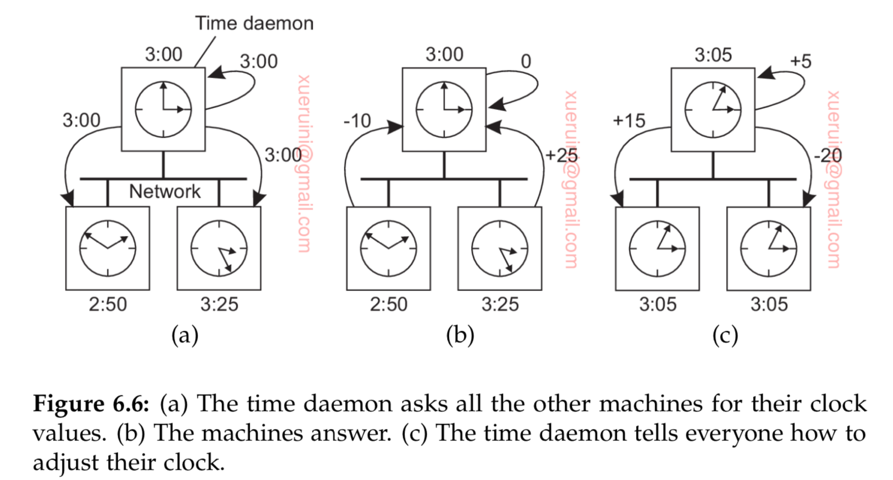 Time daemon
3:00
3:00
3:00
3:00
Network
2:50
3:25
(a)
3:00
0
-10
+25
2:50
3:25
(b)
3:05
+5
+15
-20
3:05
3:05
(c)
xueruini@gmail.com
xueruini@gmail.com
xueruini@gmail.com
Figure 6.6: (a) The time daemon asks all the other machines for their clock
values. (b) The machines answer. (c) The time daemon tells everyone how to
adjust their clock.